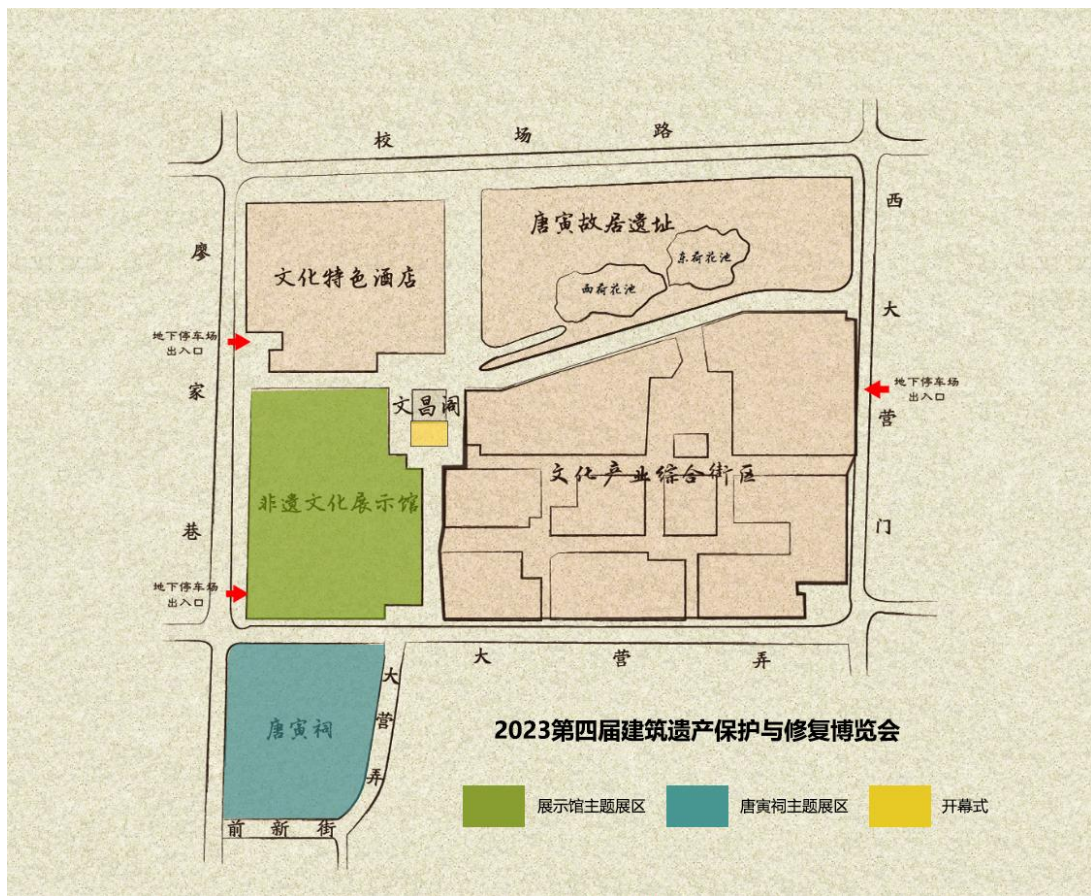 校场路
西大营门
廖家巷
唐寅故居遗址
东荷花池
西荷花池
文化特色酒店
地下停车场
出入口
地下停车场
出入口
文昌阁
文化产业综合街区
非遗文化展示馆
地下停车场
出入口
大营弄
大营弄
唐寅祠
前新街
2023第四届建筑遗产保护与修复博览会
展示馆主题展区
唐寅祠主题展区
开幕式